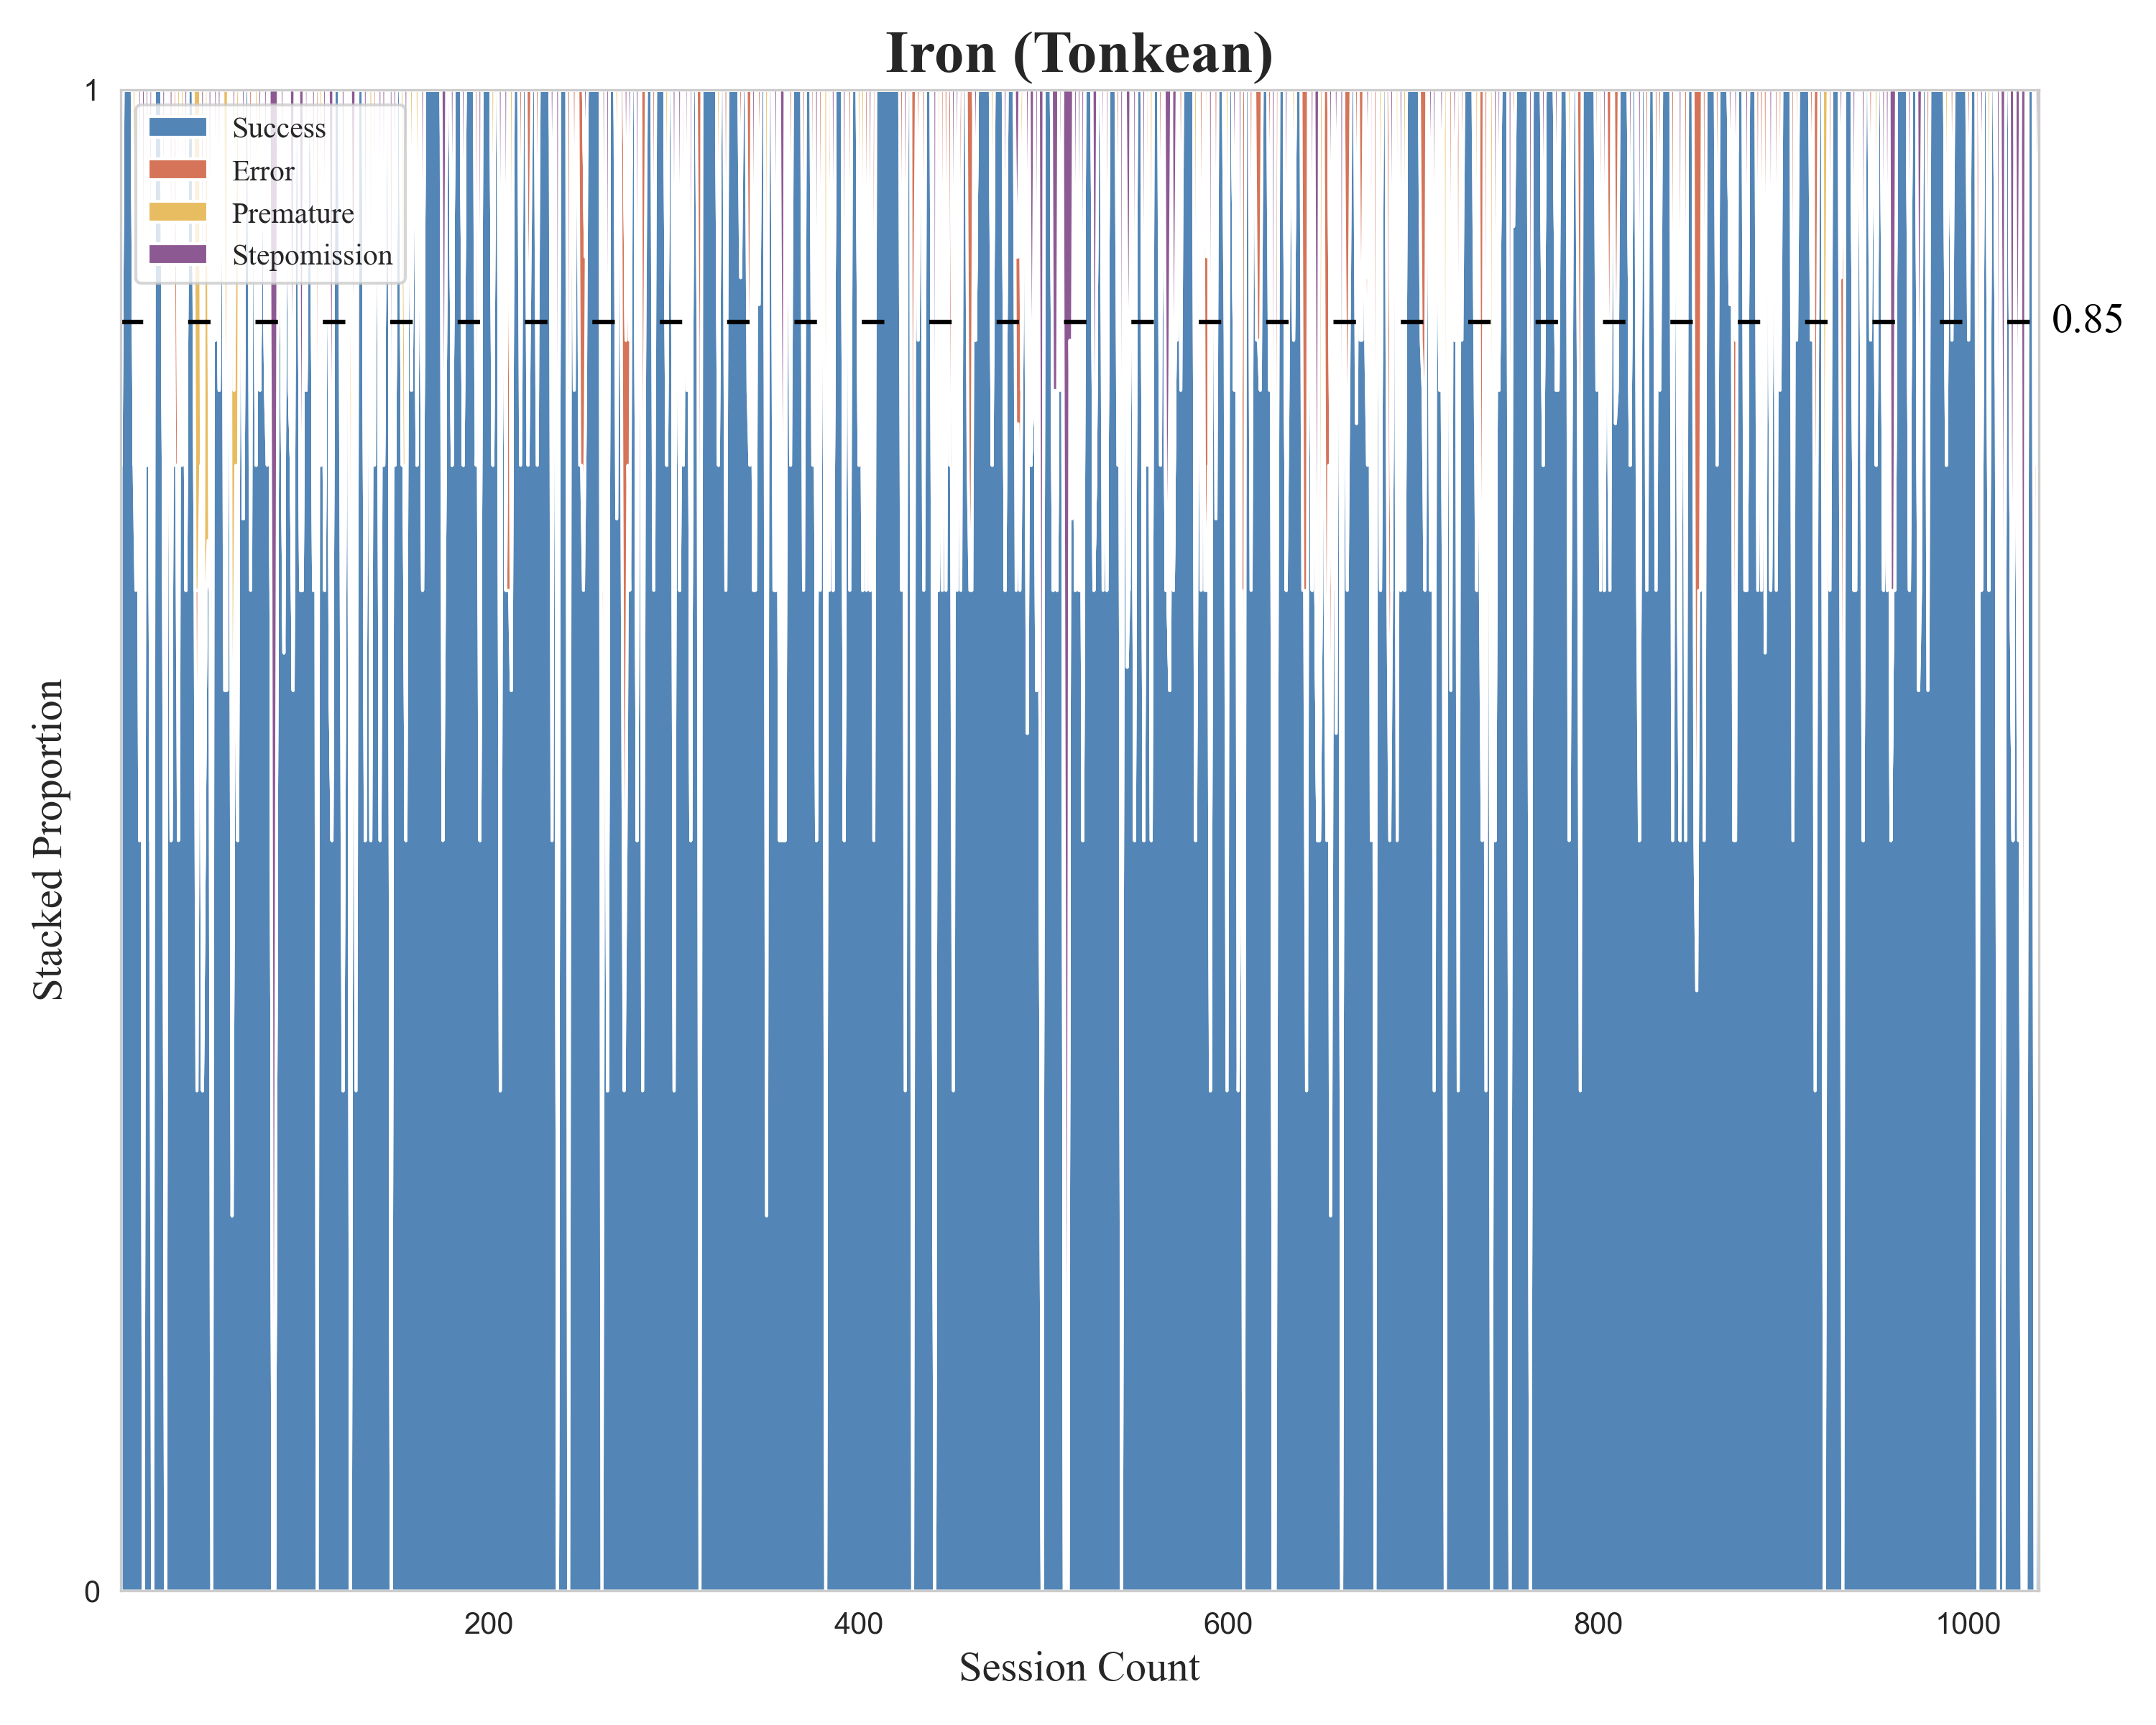 Iron (Tonkean)
1
Success
Error
Premature
Stepomission
0.85
Stacked Proportion
0
200
400
600
800
1000
Session Count